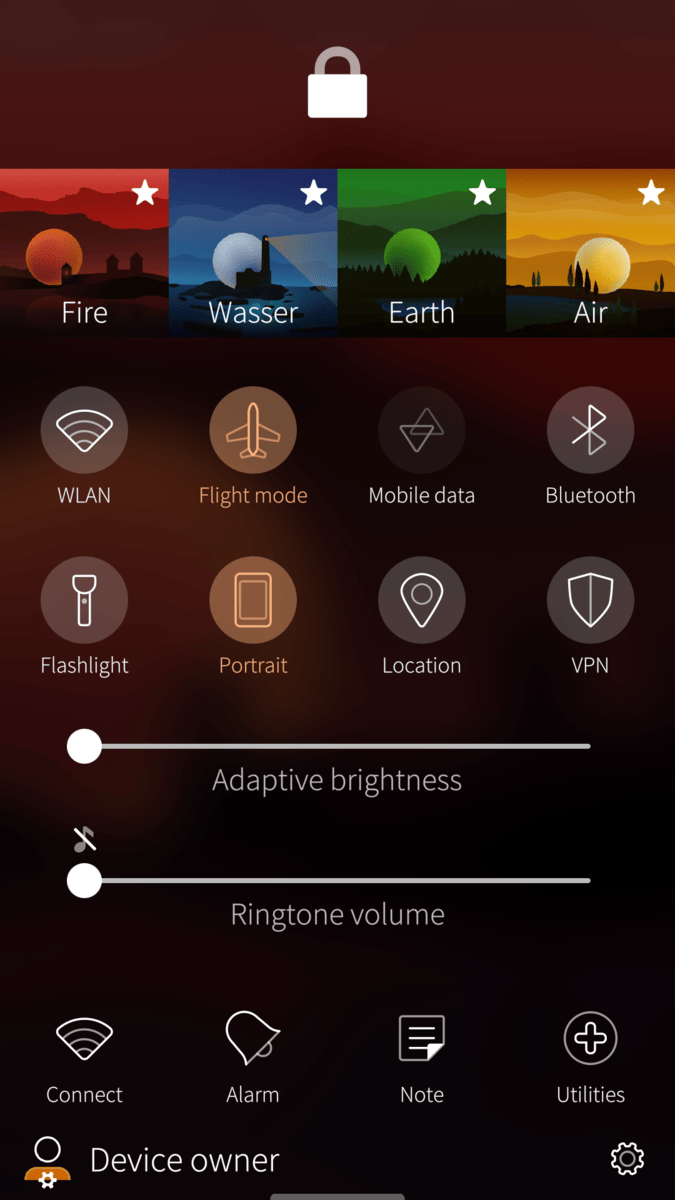 Fire
Wasser
Earth
Air
WLAN
Flight mode
Mobile data
Bluetooth
Flashlight
Portrait
Location
VPN
Adaptive brightness
Ringtone volume
Connect
Alarm
Note
Utilities
Device owner